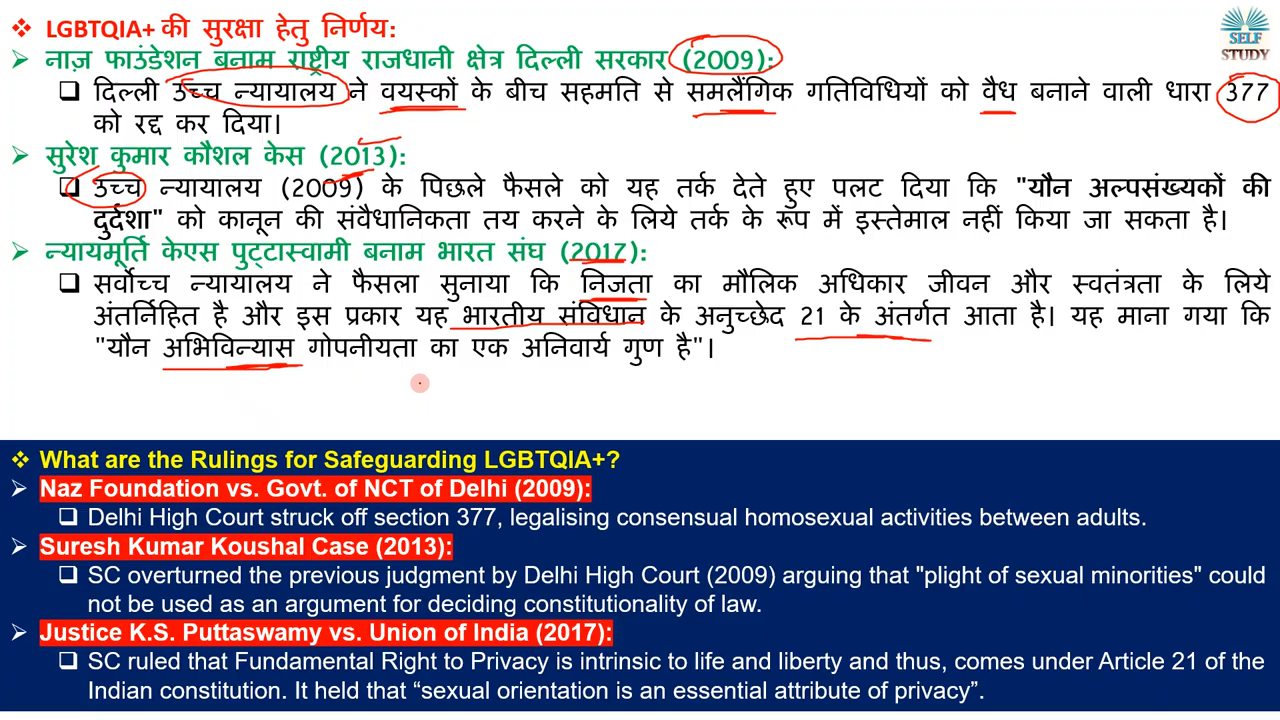 ❖ LGBTQIA+ की सुरक्षा हेतु निर्णय:
SELF
STUDY
➢ नाज़ फाउंडेशन बनाम राष्ट्रीय राजधानी क्षेत्र दिल्ली सरकार (2009):
❑ दिल्ली उच्च न्यायालय ने वयस्कों के बीच सहमति से समलैंगिक गतिविधियों को वैध बनाने वाली धारा 377
को रद्द कर दिया।
➢ सुरेश कुमार कौशल केस (2013):
❑ उच्च न्यायालय (2009) के पिछले फैसले को यह तर्क देते हुए पलट दिया कि "यौन अल्पसंख्यकों की
दुर्दशा" को कानून की संवैधानिकता तय करने के लिये तर्क के रूप में इस्तेमाल नहीं किया जा सकता है।
➢ न्यायमूर्ति केएस पुट्टास्वामी बनाम भारत संघ (2017):
❑ सर्वोच्च न्यायालय ने फैसला सुनाया कि निजता का मौलिक अधिकार जीवन और स्वतंत्रता के लिये
अंतर्निहित है और इस प्रकार यह भारतीय संविधान के अनुच्छेद 21 के अंतर्गत आता है। यह माना गया कि
"यौन अभिविन्यास गोपनीयता का एक अनिवार्य गुण है"।
❖ What are the Rulings for Safeguarding LGBTQIA+?
➢ Naz Foundation vs. Govt. of NCT of Delhi (2009):
❑ Delhi High Court struck off section 377, legalising consensual homosexual activities between adults.
➢ Suresh Kumar Koushal Case (2013):
❑ SC overturned the previous judgment by Delhi High Court (2009) arguing that "plight of sexual minorities" could
not be used as an argument for deciding constitutionality of law.
➢ Justice K.S. Puttaswamy vs. Union of India (2017):
❑ SC ruled that Fundamental Right to Privacy is intrinsic to life and liberty and thus, comes under Article 21 of the
Indian constitution. It held that “sexual orientation is an essential attribute of privacy”.